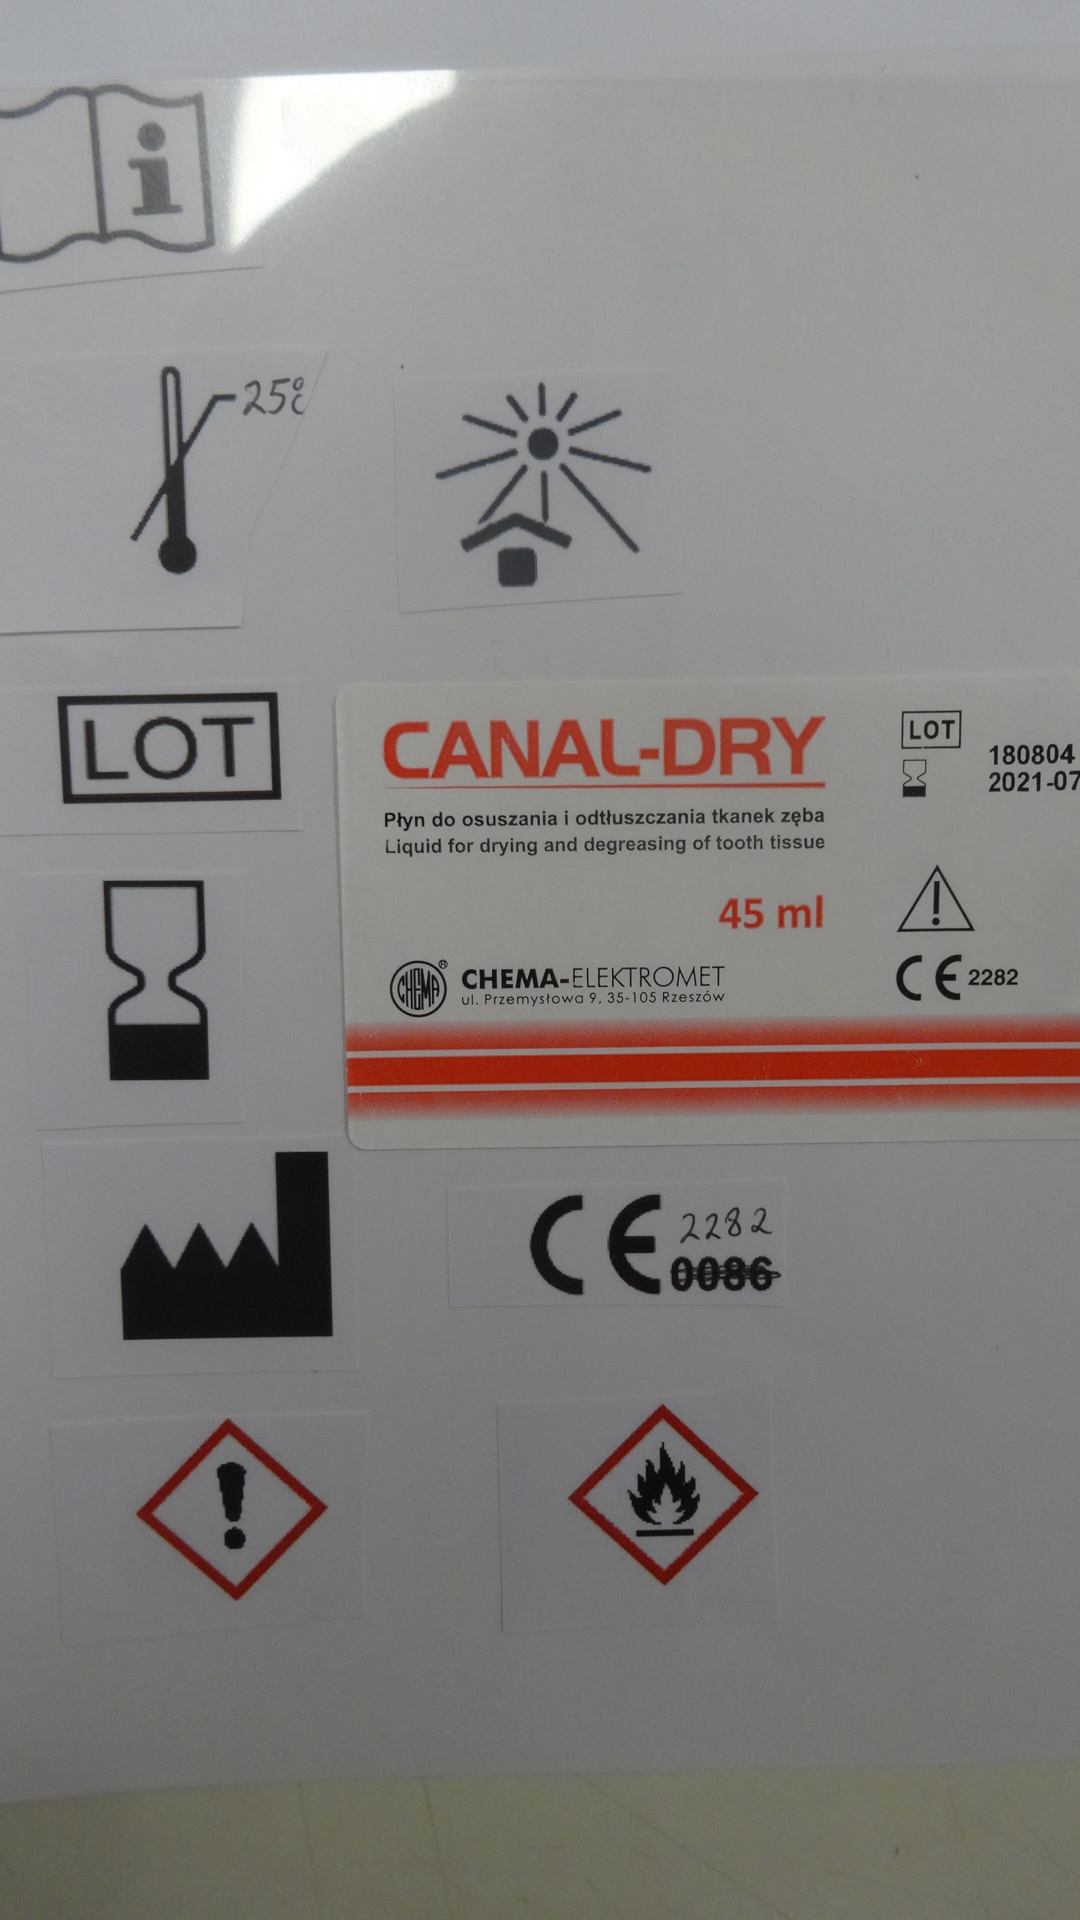 i
25°C
LOT
CANAL-DRY
Płyn do osuszania i odtłuszczania tkanek zęba
Liquid for drying and degreasing of tooth tissue
45 ml
CHEMA®
CHEMA-ELEKTROMET
ul. Przemysłowa 9, 35-105 Rzeszów
LOT
180804
2021-07
!
CE 2282
CE 2282
0086
!